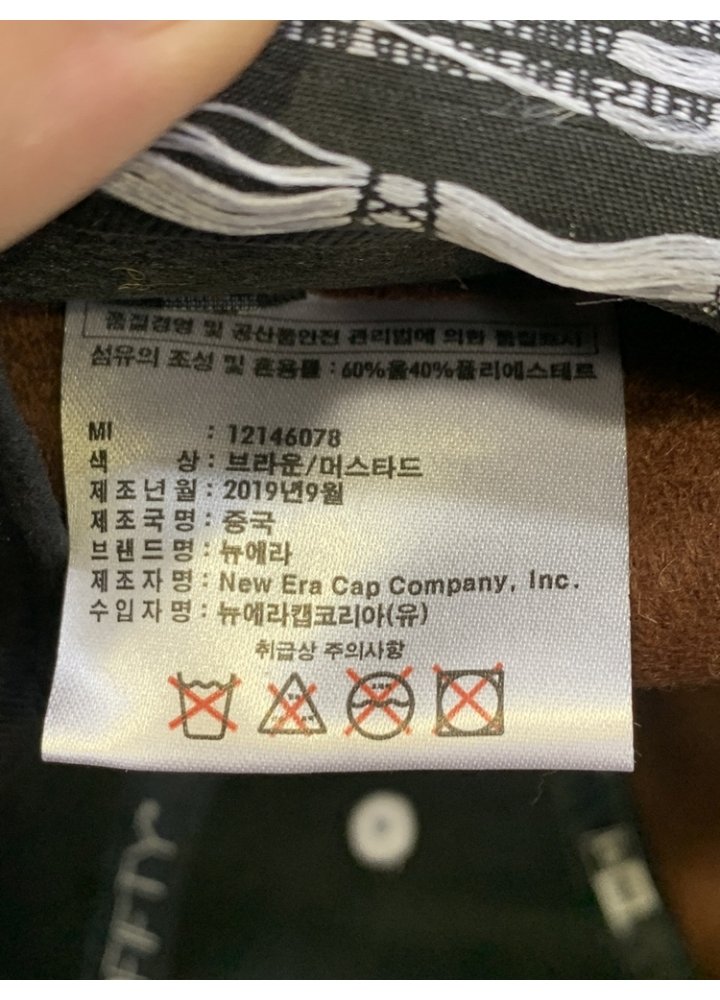 품질경영 및 공산품안전 관리법에 의한 품질표시
섬유의 조성 및 혼용률 : 60%울40%폴리에스테르
MI : 12146078
색 상 : 브라운/머스타드
제조년월 : 2019년9월
제조국명 : 중국
브랜드명 : 뉴에라
제조자명 : New Era Cap Company, Inc.
수입자명 : 뉴에라캡코리아(유)
취급상 주의사항